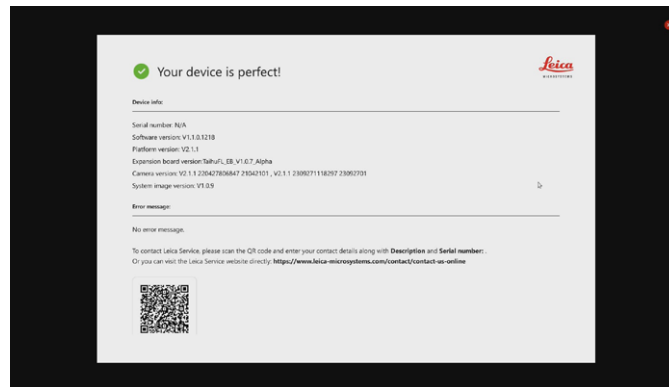 Your device is perfect!
Leica
MICROSYSTEMS
Device info:
Serial number: N/A
Software version: V1.1.0.1218
Platform version: V2.1.1
Expansion board version:TaihuFL_EB_V1.0.7_Alpha
Camera version: V2.1.1 220427806847 21042101 , V2.1.1 2309271118297 23092701
System image version: V1.0.9
Error message:
No error message.
To contact Leica Service, please scan the QR code and enter your contact details along with Description and Serial number: .
Or you can visit the Leica Service website directly: https://www.leica-microsystems.com/contact/contact-us-online